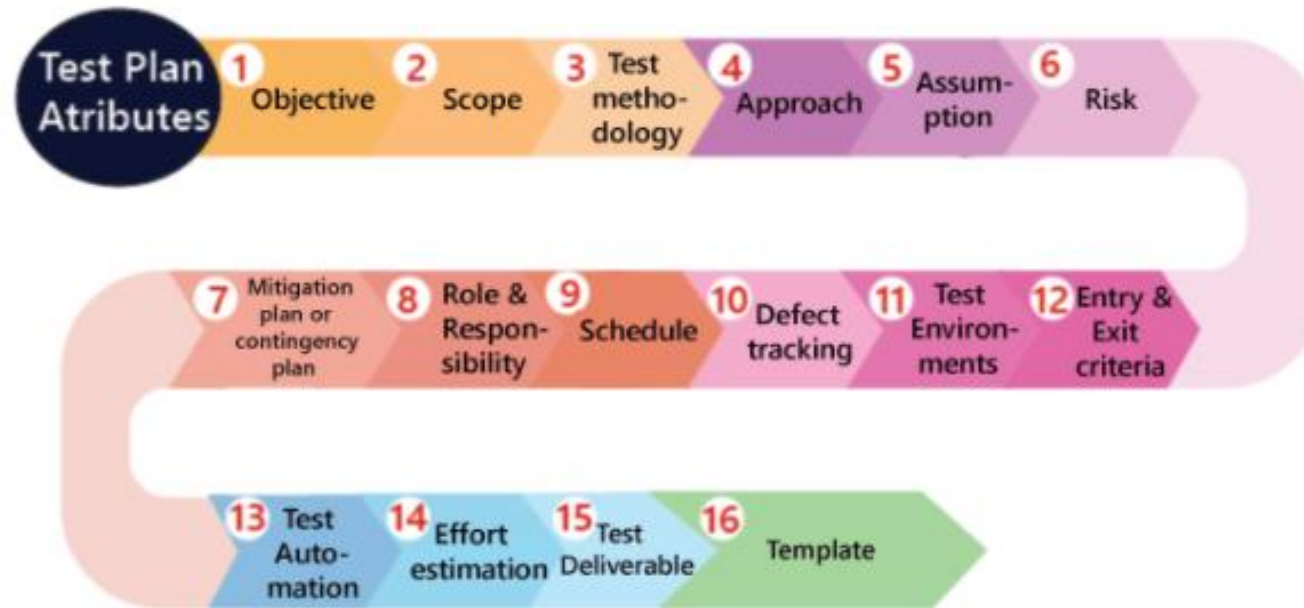 Test Plan
Atributes
1
Objective
2
Scope
3
Test
metho-
dology
4
Approach
5
Assum-
ption
6
Risk
7
Mitigation
plan or
contingency
plan
8
Role &
Respon-
sibility
9
Schedule
10
Defect
tracking
11
Test
Environ-
ments
12
Entry &
Exit
criteria
13
Test
Auto-
mation
14
Effort
estimation
15
Test
Deliverable
16
Template